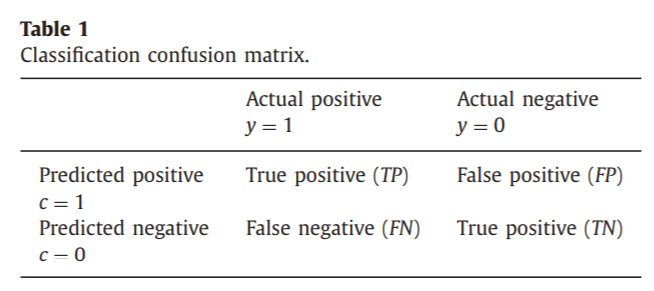 Table 1
Classification confusion matrix.
Actual positive Actual negative
y = 1 y = 0
Predicted positive True positive (TP) False positive (FP)
c = 1
Predicted negative False negative (FN) True positive (TN)
c – 0